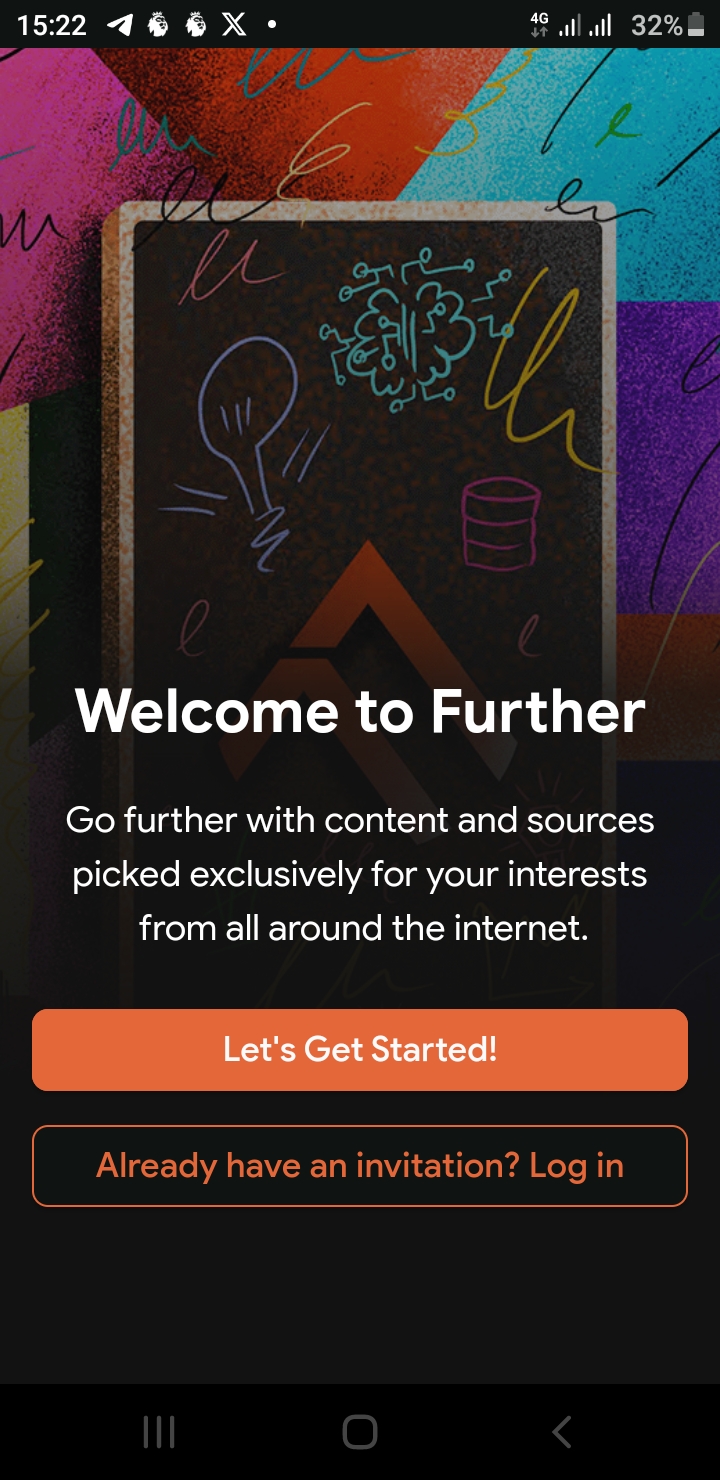 15:22
4G
32%
Welcome to Further
Go further with content and sources
picked exclusively for your interests
from all around the internet.
Let's Get Started!
Already have an invitation? Log in